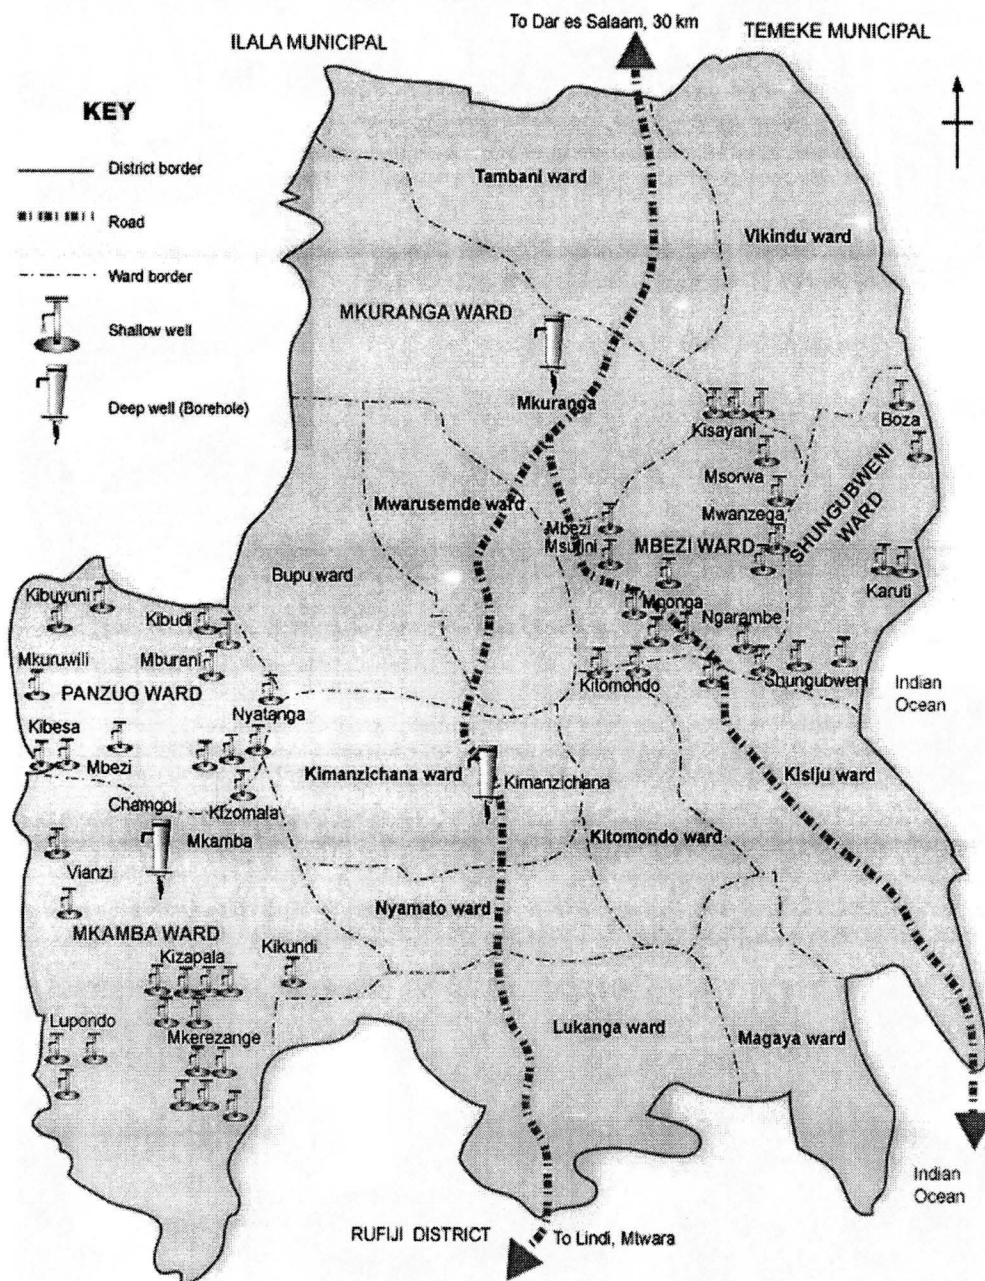 To Dar es Salaam, 30 km
TEMEKE MUNICIPAL
ILALA MUNICIPAL
KEY
District border
Road
Ward border
Shallow well
Deep well (Borehole)
Tambani ward
Vikindu ward
MKURANGA WARD
Mkuranga
Kisayani
Boza
Msorwa
SHUNGUBWENI
WARD
Mwarusemde ward
Mwanzega
Mbezi
Msufini
MBEZI WARD
Bupu ward
Karuti
Kibuyuni
Kibudi
Mponga
Ngarambe
Mkuruwili
Mburani
PANZUO WARD
Kitomondo
Shungubweni
Indian
Ocean
Nyatanga
Kibesa
Mbezi
Kimanzichana ward
Kimanzichana
Kisiju ward
Chamgoi
Kizomala
Mkamba
Kitomondo ward
Vianzi
Nyamato ward
MKAMBA WARD
Kikundi
Kizapala
Lupondo
Mkerezange
Lukanga ward
Magaya ward
Indian
Ocean
RUFIJI DISTRICT
To Lindi, Mtwara